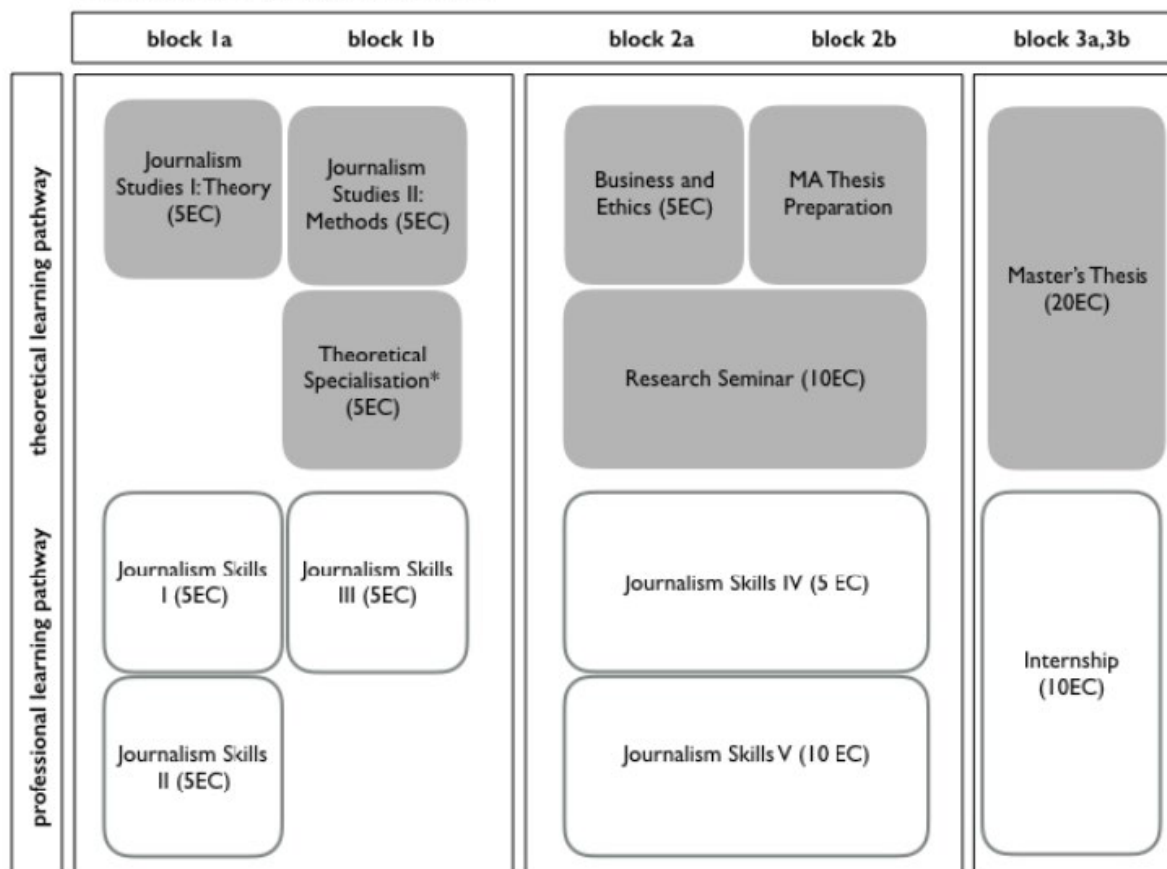 block 1a
block 1b
block 2a
block 2b
block 3a,3b
theoretical learning pathway
Journalism
Studies I: Theory
(5EC)
Journalism
Studies II:
Methods (5EC)
Business and
Ethics (5EC)
MA Thesis
Preparation
Master's Thesis
(20EC)
Theoretical
Specialisation*
(5EC)
Research Seminar (10EC)
professional learning pathway
Journalism Skills
I (5EC)
Journalism Skills
III (5EC)
Journalism Skills IV (5 EC)
Internship
(10EC)
Journalism Skills
II (5EC)
Journalism Skills V (10 EC)